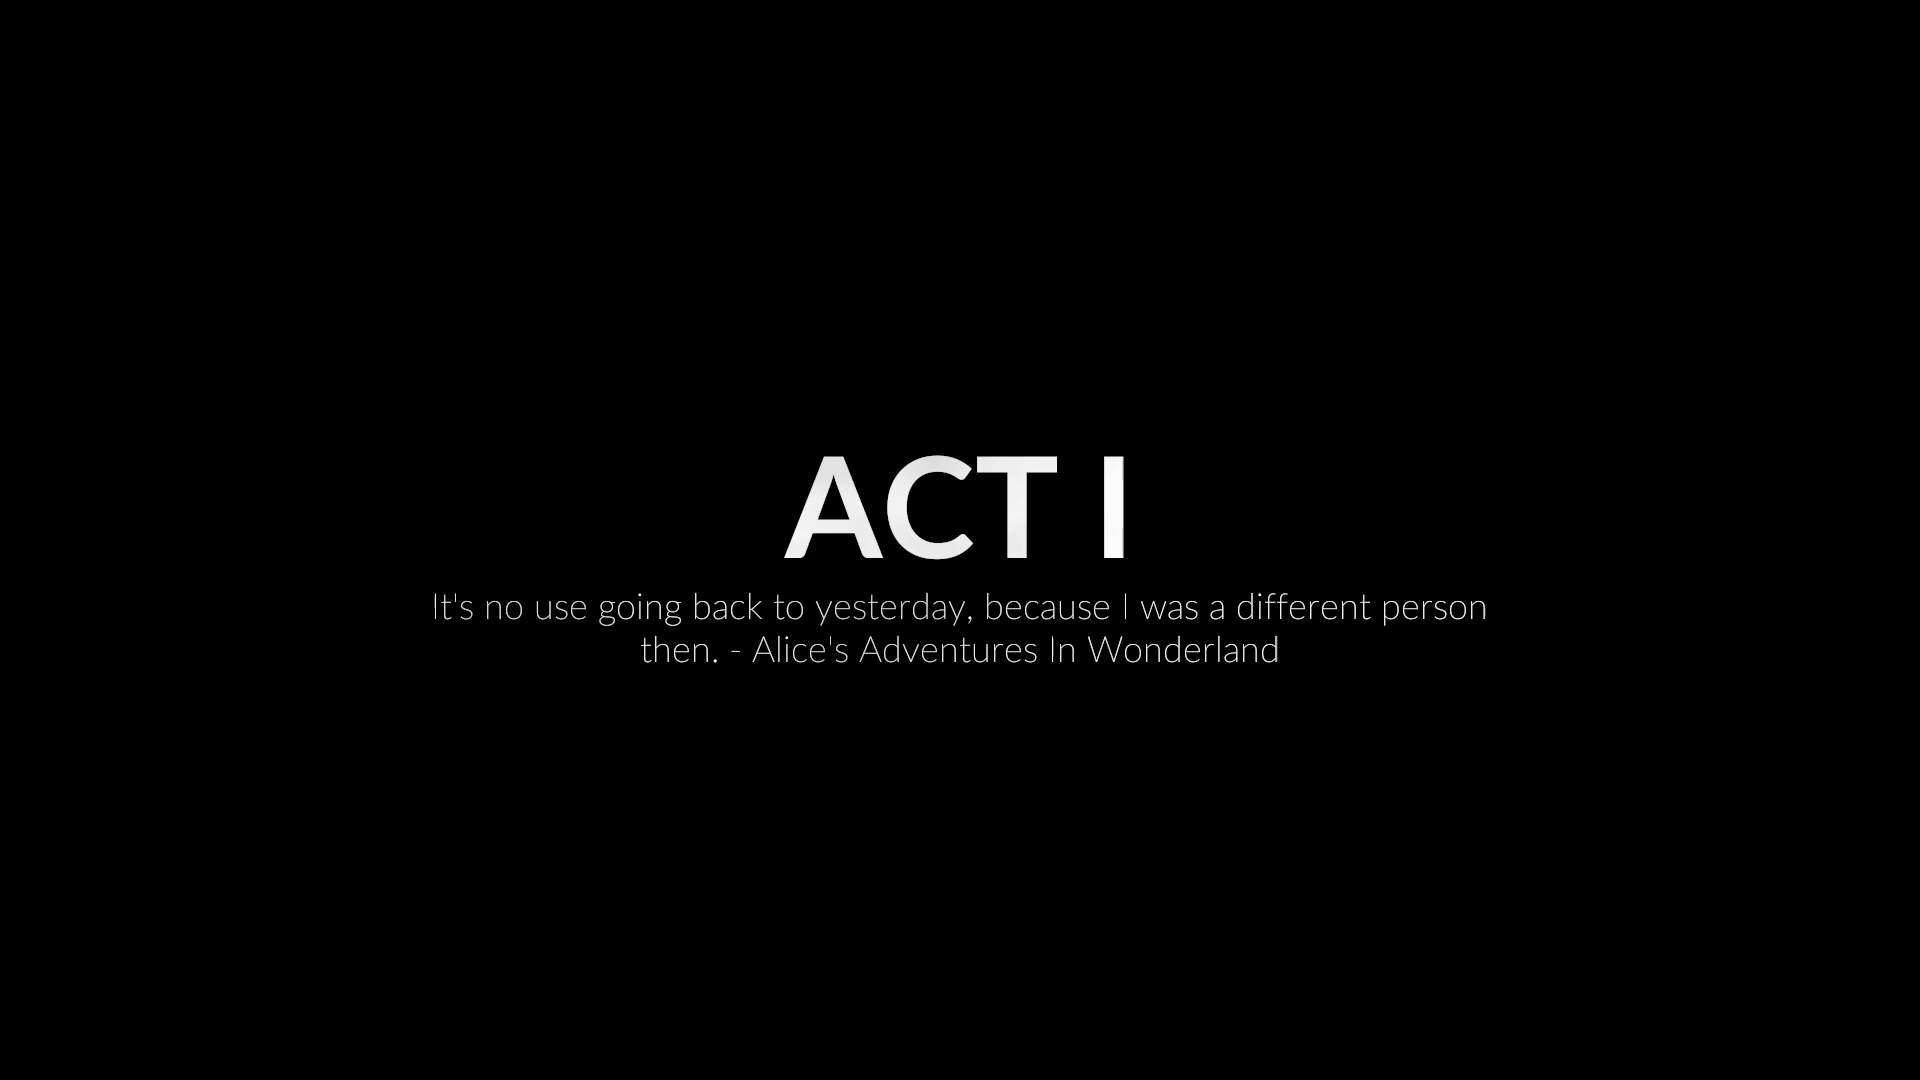 ACT I
It's no use going back to yesterday, because I was a different person
then. - Alice's Adventures In Wonderland